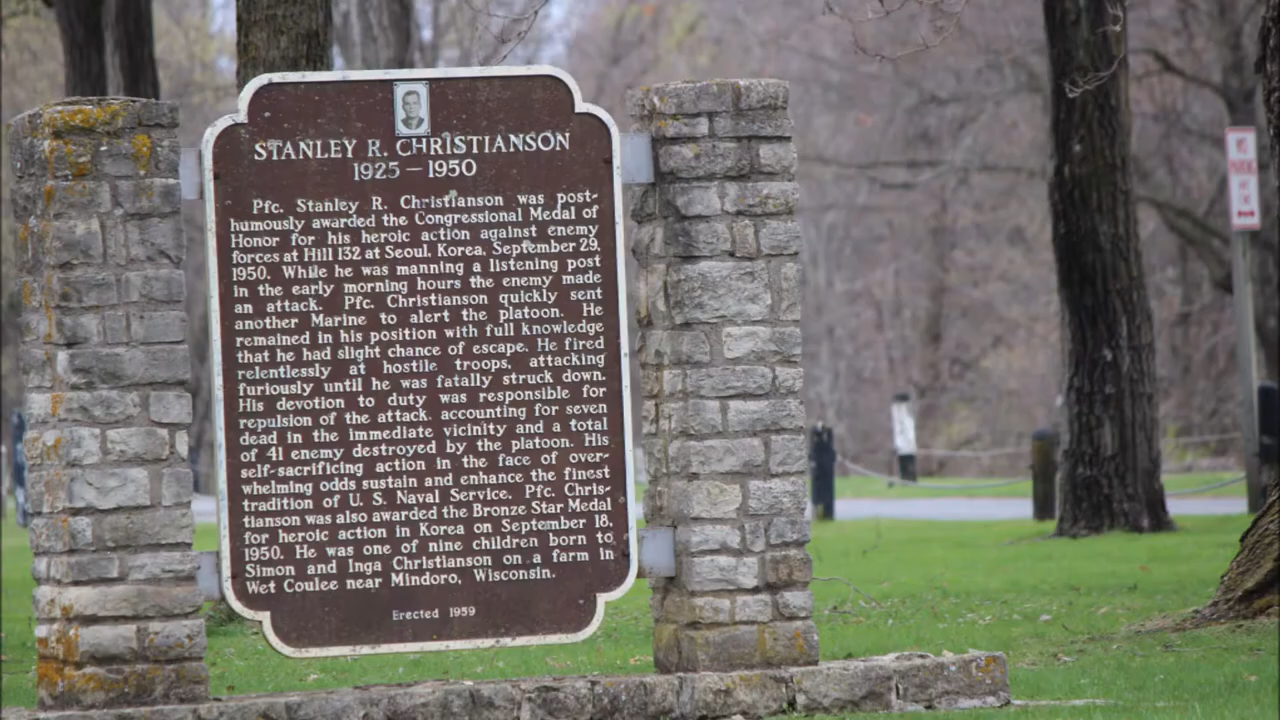 STANLEY R. CHRISTIANSON
1925 — 1950
Pfc. Stanley R. Christianson was post-
humously awarded the Congressional Medal of
Honor for his heroic action against enemy
forces at Hill 132 at Seoul, Korea, September 29,
1950. While he was manning a listening post
in the early morning hours the enemy made
an attack. Pfc. Christianson quickly sent
another Marine to alert the platoon. He
remained in his position with full knowledge
that he had slight chance of escape. He fired
relentlessly at hostile troops, attacking
furiously until he was fatally struck down.
His devotion to duty was responsible for
repulsion of the attack, accounting for seven
dead in the immediate vicinity and a total
of 41 enemy destroyed by the platoon. His
self-sacrificing action in the face of over-
whelming odds sustain and enhance the finest
tradition of U. S. Naval Service. Pfc. Chris-
tianson was also awarded the Bronze Star Medal
for heroic action in Korea on September 18,
1950. He was one of nine children born to
Simon and Inga Christianson on a farm in
Wet Coulee near Mindoro, Wisconsin.
Erected 1959
NO
PARKING